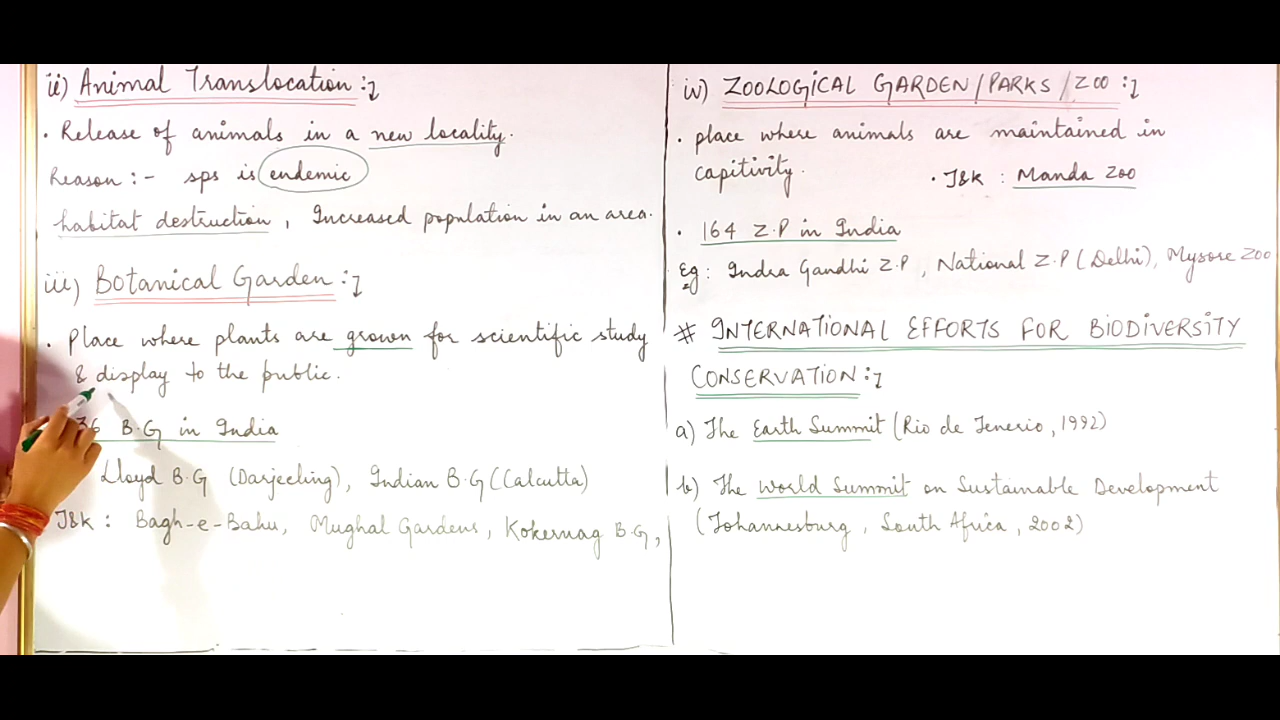 ii) Animal Translocation :-
• Release of animals in a new locality.
Reason :- sps is endemic
habitat destruction, Increased population in an area.
iii) Botanical Garden :-
• Place where plants are grown for scientific study
& display to the public.
36 B.G in India
Lloyd B.G (Darjeeling), Indian B.G (Calcutta)
J&K : Bagh-e-Bahu, Mughal Gardens, Kokernag B.G,
iv) ZOOLOGICAL GARDEN/PARKS/ZOO :-
• place where animals are maintained in
capitivity.
• J&K : Manda Zoo
• 164 Z.P in India
Eg: Indra Gandhi Z.P, National Z.P (Delhi), Mysore Zoo
# INTERNATIONAL EFFORTS FOR BIODIVERSITY
CONSERVATION :-
a) The Earth Summit (Rio de Jenerio, 1992)
b) The World Summit on Sustainable Development
(Johannesburg, South Africa, 2002)